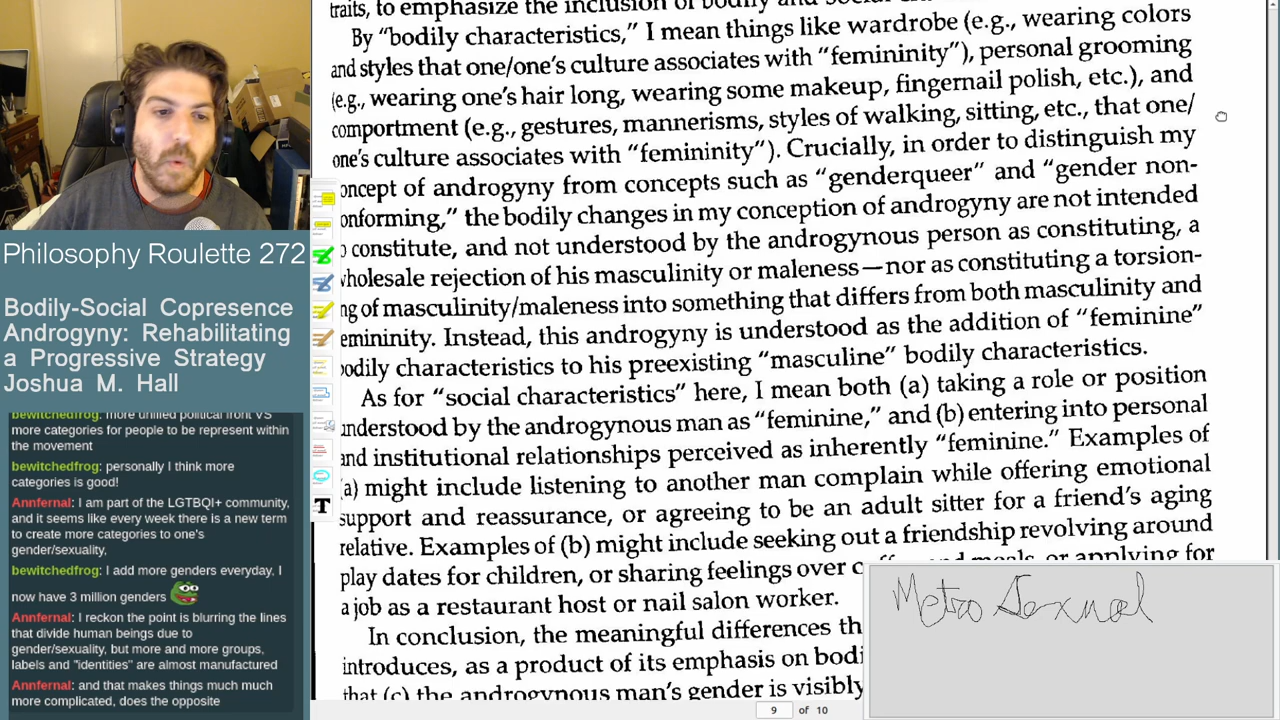 traits, to emphasize the inclusion of bodily and social
By “bodily characteristics,” I mean things like wardrobe (e.g., wearing colors
and styles that one/one’s culture associates with “femininity”), personal grooming
(e.g., wearing one’s hair long, wearing some makeup, fingernail polish, etc.), and
compartment (e.g., gestures, mannerisms, styles of walking, sitting, etc., that one/
one’s culture associates with “femininity”). Crucially, in order to distinguish my
oncept of androgyny from concepts such as “genderqueer” and “gender non-
onforming,” the bodily changes in my conception of androgyny are not intended
o constitute, and not understood by the androgynous person as constituting, a
wholesale rejection of his masculinity or maleness—nor as constituting a torsion-
ng of masculinity/maleness into something that differs from both masculinity and
emininity. Instead, this androgyny is understood as the addition of “feminine”
bodily characteristics to his preexisting “masculine” bodily characteristics.
As for “social characteristics” here, I mean both (a) taking a role or position
understood by the androgynous man as “feminine,” and (b) entering into personal
and institutional relationships perceived as inherently “feminine.” Examples of
(a) might include listening to another man complain while offering emotional
support and reassurance, or agreeing to be an adult sitter for a friend’s aging
relative. Examples of (b) might include seeking out a friendship revolving around
play dates for children, or sharing feelings over c and meals, or applying for
a job as a restaurant host or nail salon worker.
In conclusion, the meaningful differences th
introduces, as a product of its emphasis on bodi
that (c) the androgynous man’s gender is visibly
T
9 of 10
Metro Sexual
Philosophy Roulette 272
Bodily-Social Copresence
Androgyny: Rehabilitating
a Progressive Strategy
Joshua M. Hall
bewitchedfrog: more unified political front VS
more categories for people to be represent within
the movement
bewitchedfrog: personally I think more
categories is good!
Annfernal: I am part of the LGTBQI+ community,
and it seems like every week there is a new term
to create more categories to one's
gender/sexuality,
bewitchedfrog: I add more genders everyday, I
now have 3 million genders
Annfernal: I reckon the point is blurring the lines
that divide human beings due to
gender/sexuality, but more and more groups,
labels and "identities" are almost manufactured
Annfernal: and that makes things much much
more complicated, does the opposite